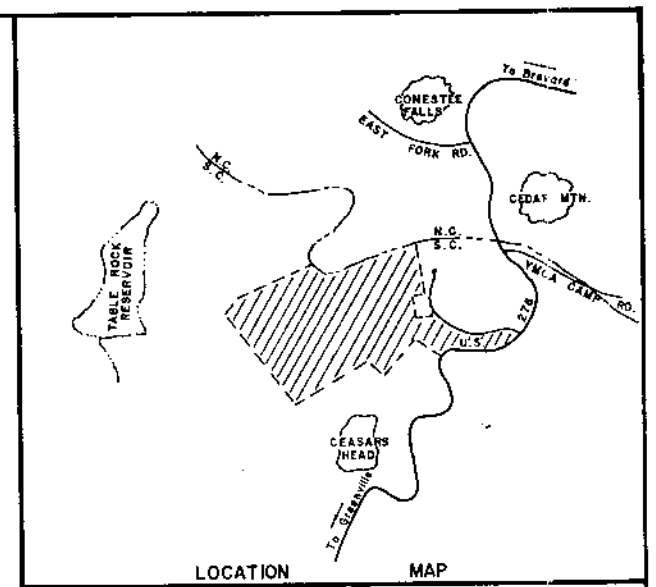 To Brevard
CONESTEE
FALLS
EAST FORK RD.
N.C.
S.C.
CEDAR MTN.
N.C.
S.C.
YMCA CAMP RD.
TABLE ROCK
RESERVOIR
276
U.S.
CEASARS
HEAD
To Greenville
LOCATION MAP